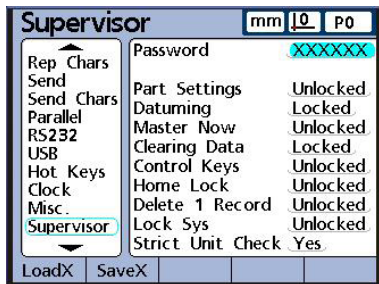 Supervisor mm 0 P0
Rep Chars
Send
Send Chars
Parallel
RS232
USB
Hot Keys
Clock
Misc.
Supervisor
Password XXXXXX
Part Settings Unlocked
Datuming Locked
Master Now Unlocked
Clearing Data Locked
Control Keys Unlocked
Home Lock Unlocked
Delete 1 Record Unlocked
Lock Sys Unlocked
Strict Unit Check Yes
LoadX SaveX